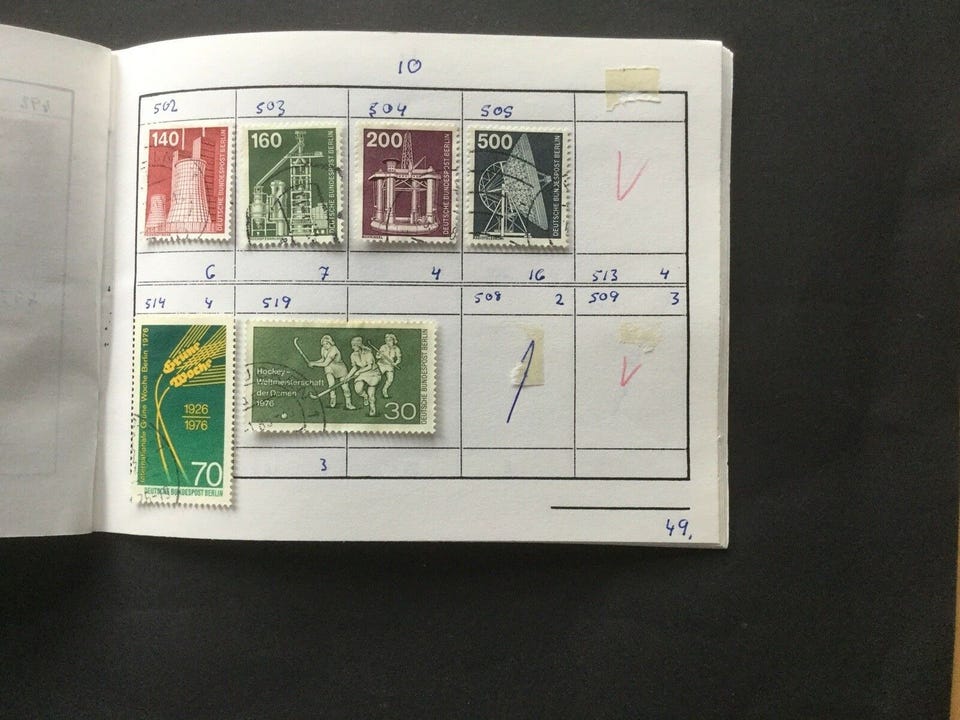 10
502 503 504 505
140
DEUTSCHE BUNDESPOST BERLIN
160
DEUTSCHE BUNDESPOST BERLIN
200
DEUTSCHE BUNDESPOST BERLIN
500
DEUTSCHE BUNDESPOST BERLIN
6 7 4 16 513 4
514 4 519 508 2 509 3
Internationale Grüne Woche Berlin 1976
Grüne
Woche
1926
1976
70
DEUTSCHE BUNDESPOST BERLIN
Hockey-
Weltmeisterschaft
der Damen
1976
30
DEUTSCHE BUNDESPOST BERLIN
3
49,